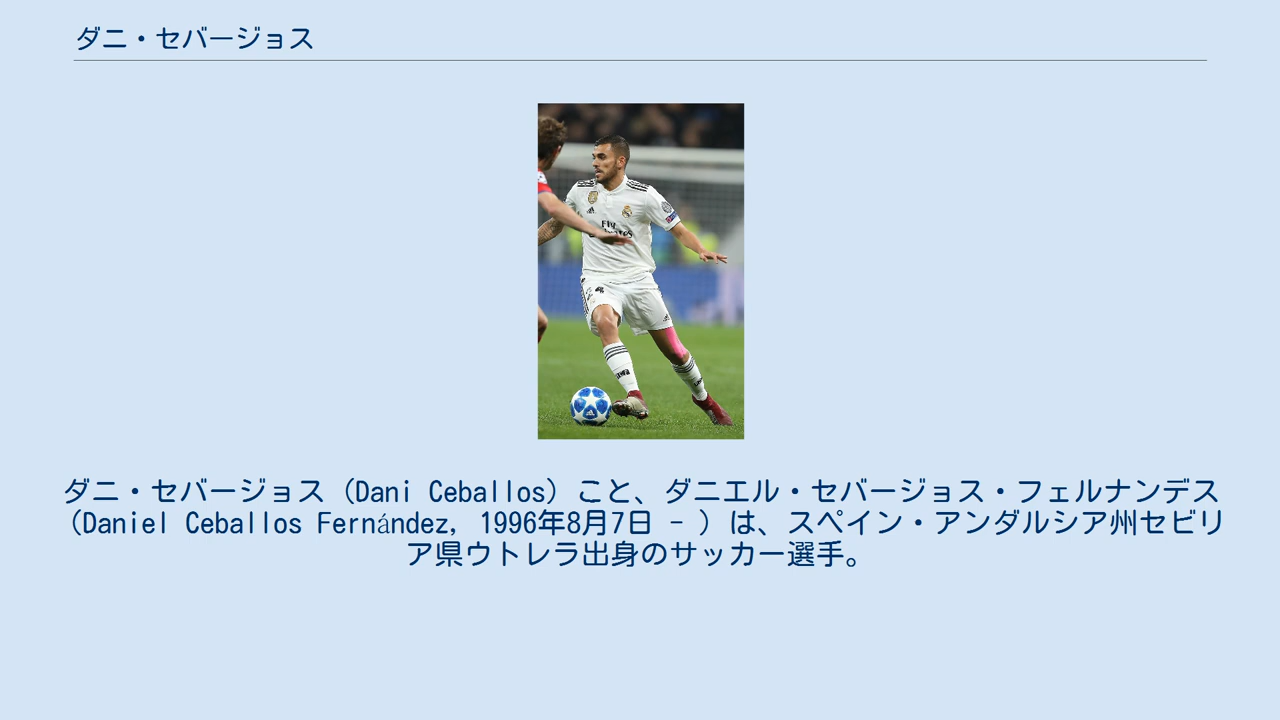 ダニ・セバージョス
Fly
Emirates
ダニ・セバージョス（Dani Ceballos）こと、ダニエル・セバージョス・フェルナンデス
（Daniel Ceballos Fernández, 1996年8月7日 - ）は、スペイン・アンダルシア州セビリ
ア県ウトレラ出身のサッカー選手。